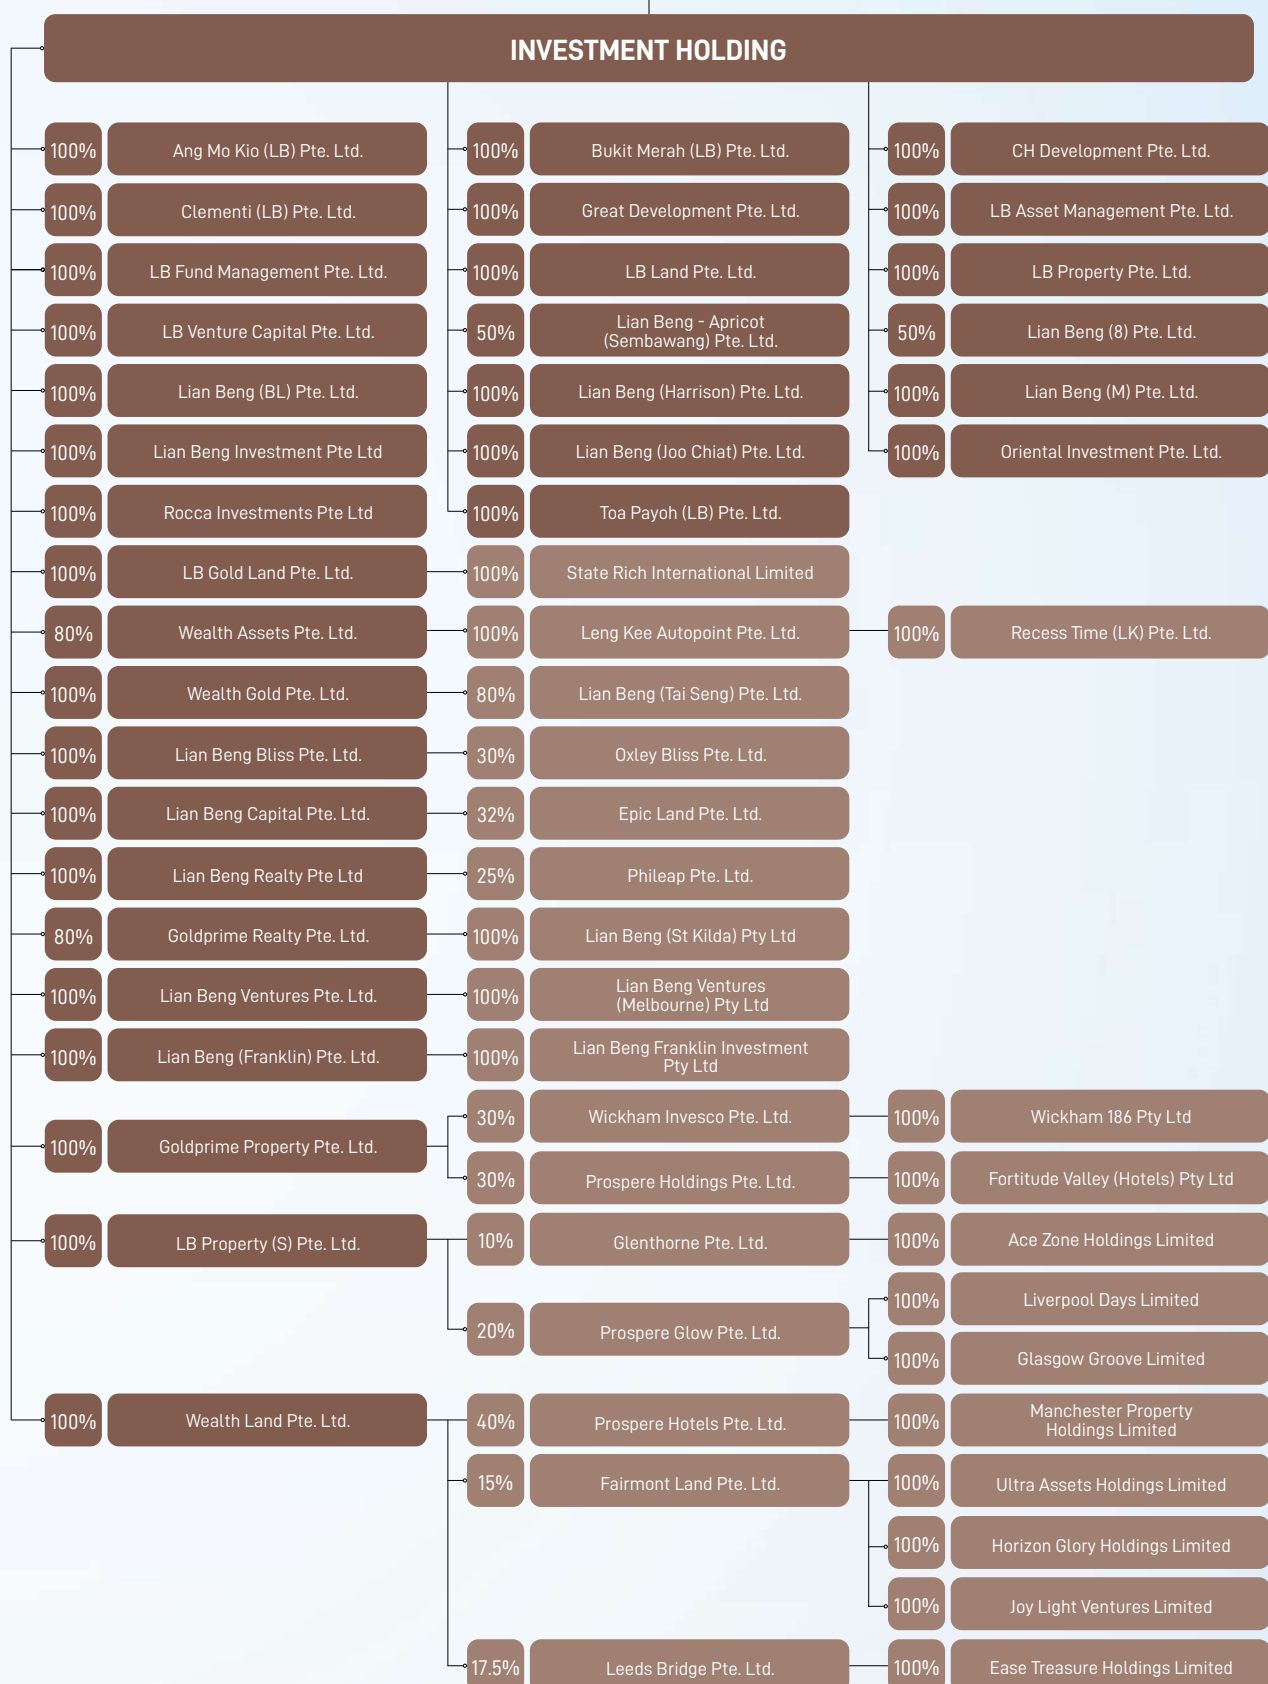 INVESTMENT HOLDING
100% Ang Mo Kio (LB) Pte. Ltd.
100% Bukit Merah (LB) Pte. Ltd.
100% CH Development Pte. Ltd.
100% Clementi (LB) Pte. Ltd.
100% Great Development Pte. Ltd.
100% LB Asset Management Pte. Ltd.
100% LB Fund Management Pte. Ltd.
100% LB Land Pte. Ltd.
100% LB Property Pte. Ltd.
100% LB Venture Capital Pte. Ltd.
50% Lian Beng - Apricot
(Sembawang) Pte. Ltd.
50% Lian Beng (8) Pte. Ltd.
100% Lian Beng (BL) Pte. Ltd.
100% Lian Beng (Harrison) Pte. Ltd.
100% Lian Beng (M) Pte. Ltd.
100% Lian Beng Investment Pte Ltd
100% Lian Beng (Joo Chiat) Pte. Ltd.
100% Oriental Investment Pte. Ltd.
100% Rocca Investments Pte Ltd
100% Toa Payoh (LB) Pte. Ltd.
100% LB Gold Land Pte. Ltd.
100% State Rich International Limited
80% Wealth Assets Pte. Ltd.
100% Leng Kee Autopoint Pte. Ltd.
100% Recess Time (LK) Pte. Ltd.
100% Wealth Gold Pte. Ltd.
80% Lian Beng (Tai Seng) Pte. Ltd.
100% Lian Beng Bliss Pte. Ltd.
30% Oxley Bliss Pte. Ltd.
100% Lian Beng Capital Pte. Ltd.
32% Epic Land Pte. Ltd.
100% Lian Beng Realty Pte Ltd
25% Phileap Pte. Ltd.
80% Goldprime Realty Pte. Ltd.
100% Lian Beng (St Kilda) Pty Ltd
100% Lian Beng Ventures Pte. Ltd.
100% Lian Beng Ventures
(Melbourne) Pty Ltd
100% Lian Beng (Franklin) Pte. Ltd.
100% Lian Beng Franklin Investment
Pty Ltd
100% Goldprime Property Pte. Ltd.
30% Wickham Invesco Pte. Ltd.
100% Wickham 186 Pty Ltd
30% Prospere Holdings Pte. Ltd.
100% Fortitude Valley (Hotels) Pty Ltd
100% LB Property (S) Pte. Ltd.
10% Glenthorne Pte. Ltd.
100% Ace Zone Holdings Limited
20% Prospere Glow Pte. Ltd.
100% Liverpool Days Limited
100% Glasgow Groove Limited
100% Wealth Land Pte. Ltd.
40% Prospere Hotels Pte. Ltd.
100% Manchester Property
Holdings Limited
15% Fairmont Land Pte. Ltd.
100% Ultra Assets Holdings Limited
100% Horizon Glory Holdings Limited
100% Joy Light Ventures Limited
17.5% Leeds Bridge Pte. Ltd.
100% Ease Treasure Holdings Limited